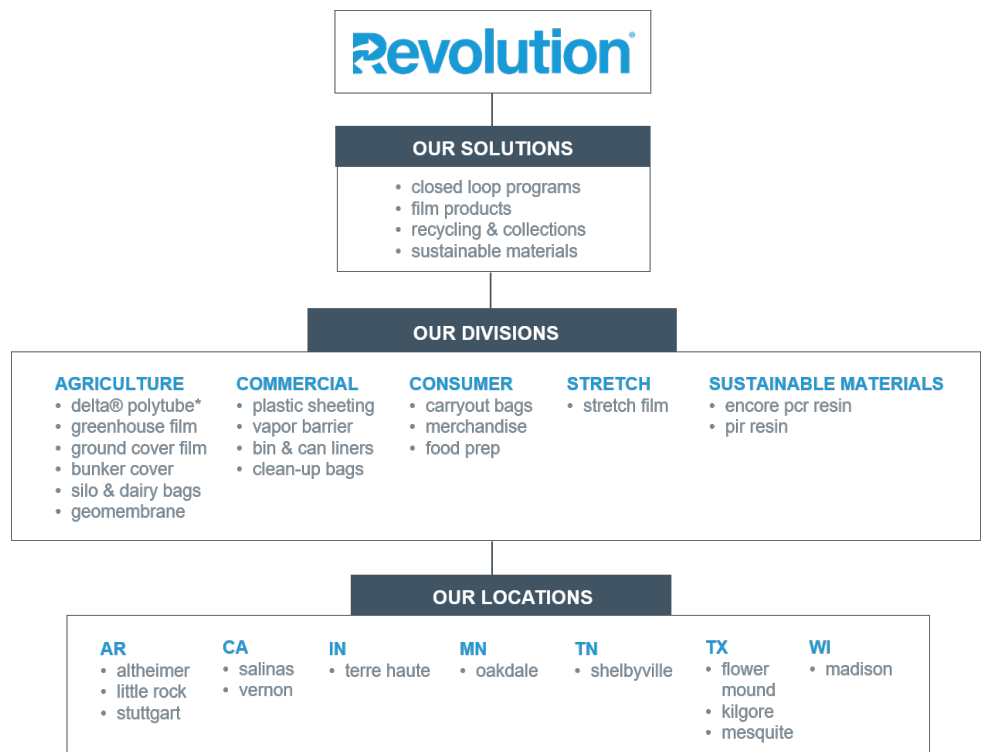 Revolution®
OUR SOLUTIONS
• closed loop programs
• film products
• recycling & collections
• sustainable materials
OUR DIVISIONS
AGRICULTURE
• delta® polytube*
• greenhouse film
• ground cover film
• bunker cover
• silo & dairy bags
• geomembrane
COMMERCIAL
• plastic sheeting
• vapor barrier
• bin & can liners
• clean-up bags
CONSUMER
• carryout bags
• merchandise
• food prep
STRETCH
• stretch film
SUSTAINABLE MATERIALS
• encore pcr resin
• pir resin
OUR LOCATIONS
AR
• altheimer
• little rock
• stuttgart
CA
• salinas
• vernon
IN
• terre haute
MN
• oakdale
TN
• shelbyville
TX
• flower
mound
• kilgore
• mesquite
WI
• madison